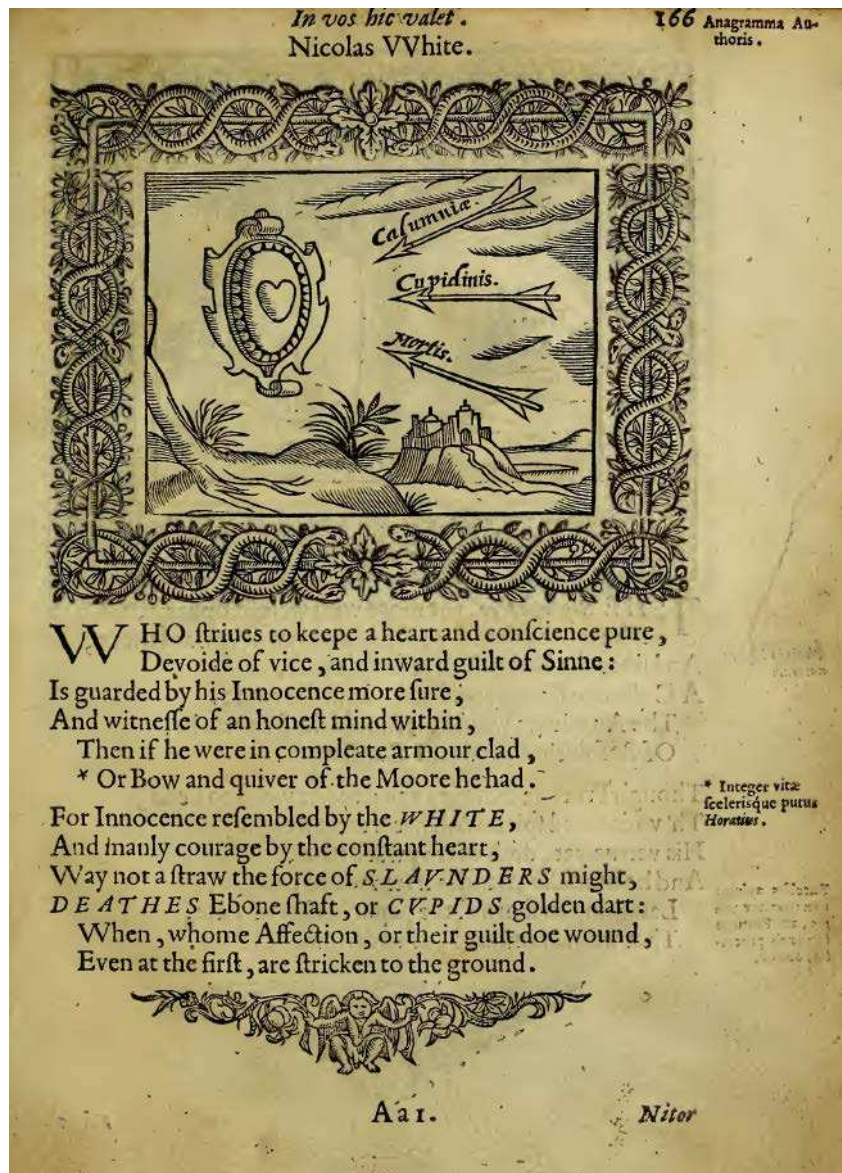 In vos hic valet.
166
Anagramma Au-
thoris.
Nicolas VVhite.
Calumniæ.
Cupidinis.
Mortis.
VVHO ſtriues to keepe a heart and conſcience pure,
Devoide of vice, and inward guilt of Sinne:
Is guarded by his Innocence more ſure,
And witneſſe of an honeſt mind within,
Then if he were in compleate armour clad,
* Or Bow and quiver of the Moore he had.
* Integer vitæ
ſceleriſque purus
Horatius.
For Innocence reſembled by the WHITE,
And manly courage by the conſtant heart,
Way not a ſtraw the force of SLAVNDERS might,
DEATHES Ebone ſhaft, or CVPIDS golden dart:
When, whome Affection, or their guilt doe wound,
Even at the firſt, are ſtricken to the ground.
Aa1.
Nitor